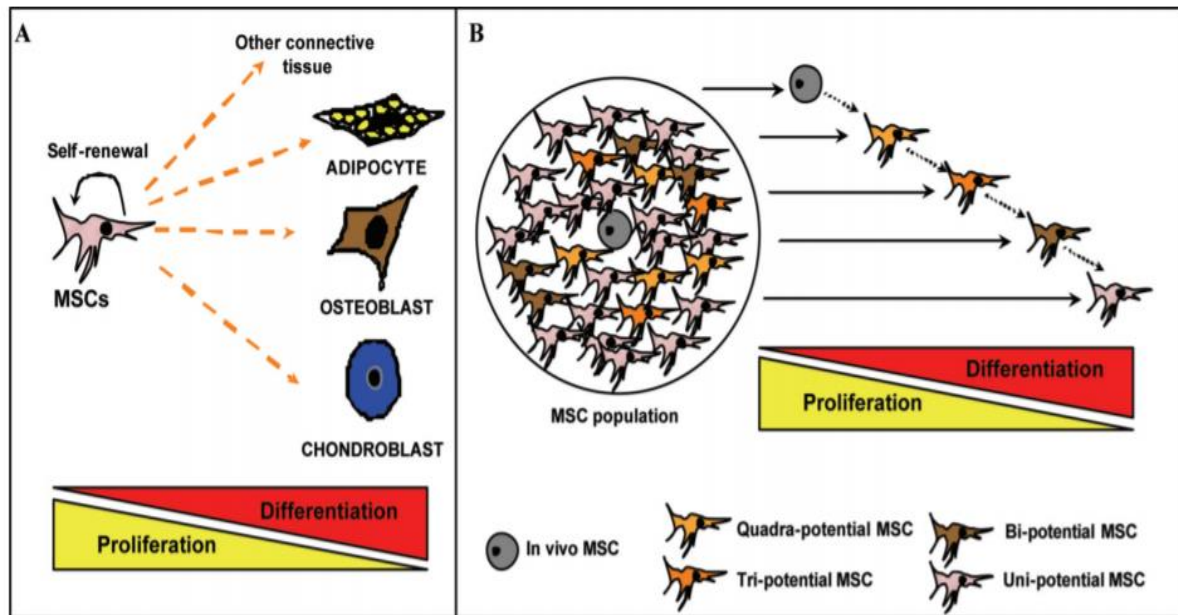 A
Other connective
tissue
Self-renewal
ADIPOCYTE
MSCs
OSTEOBLAST
CHONDROBLAST
Differentiation
Proliferation
B
MSC population
Differentiation
Proliferation
In vivo MSC
Quadra-potential MSC
Tri-potential MSC
Bi-potential MSC
Uni-potential MSC